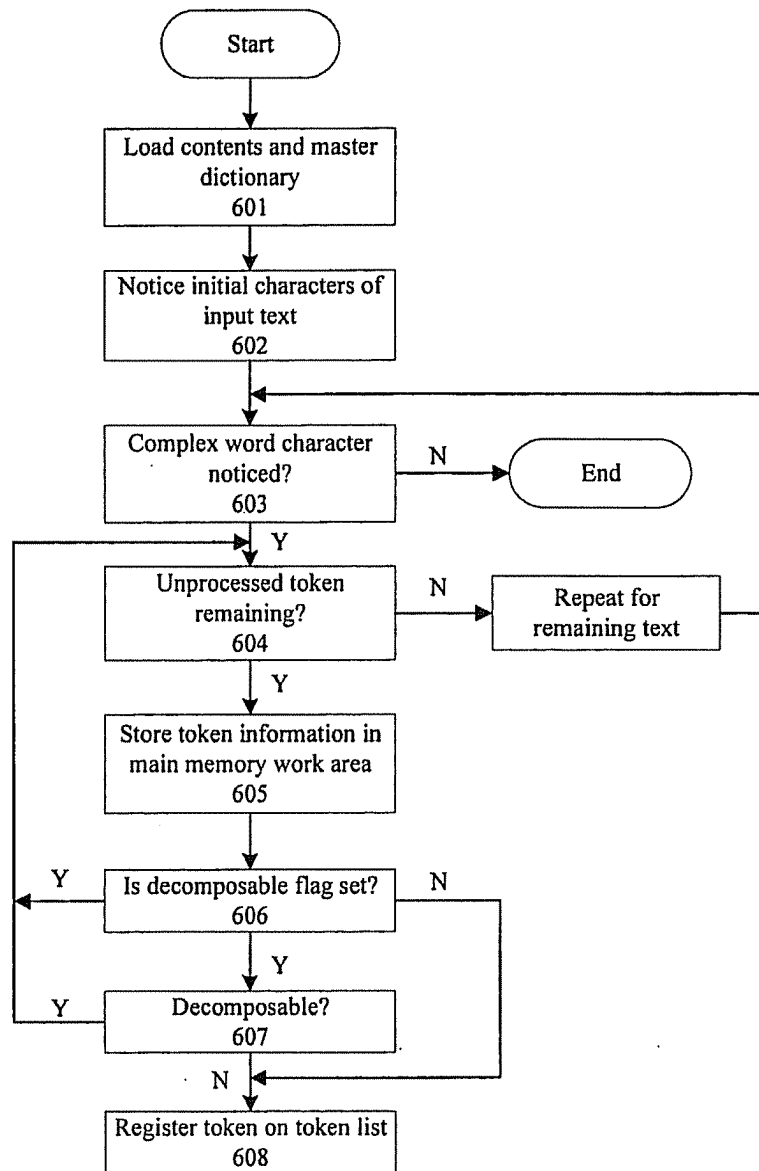 Start
Load contents and master
dictionary
601
Notice initial characters of
input text
602
Complex word character
noticed?
603
N
End
Y
Unprocessed token
remaining?
604
N
Repeat for
remaining text
Y
Store token information in
main memory work area
605
Y
Is decomposable flag set?
606
N
Y
Y
Decomposable?
607
N
Register token on token list
608